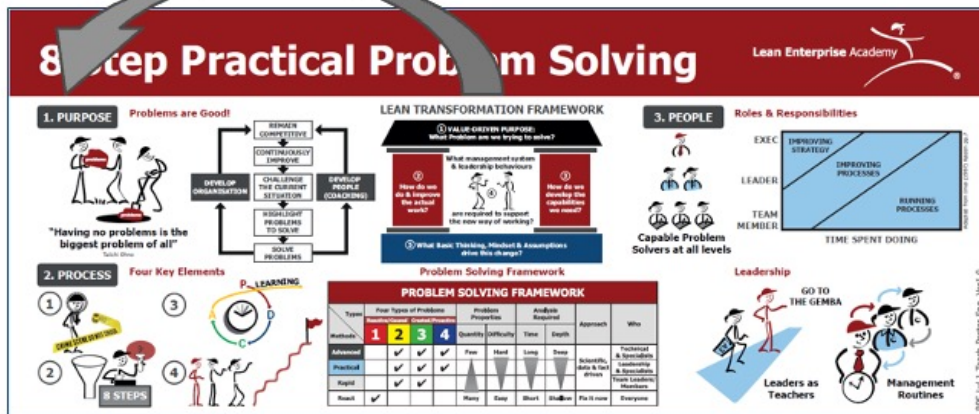 8 Step Practical Problem Solving
Lean Enterprise Academy
®
1. PURPOSE
Problems are Good!
problems
problems
"Having no problems is the
biggest problem of all"
Taiichi Ohno
REMAIN
COMPETITIVE
CONTINUOUSLY
IMPROVE
DEVELOP
ORGANISATION
CHALLENGE
THE CURRENT
SITUATION
DEVELOP
PEOPLE
(COACHING)
HIGHLIGHT
PROBLEMS
TO SOLVE
SOLVE
PROBLEMS
LEAN TRANSFORMATION FRAMEWORK
① VALUE-DRIVEN PURPOSE:
What Problem are we trying to solve?
How do we
do & improve
the actual
work?
What management system
& leadership behaviours
are required to support
the new way of working?
How do we
develop the
capabilities
we need?
What Basic Thinking, Mindset & Assumptions
drive this change?
3. PEOPLE
Roles & Responsibilities
EXEC
LEADER
TEAM
MEMBER
IMPROVING
STRATEGY
IMPROVING
PROCESSES
RUNNING
PROCESSES
TIME SPENT DOING
Capable Problem
Solvers at all levels
2. PROCESS
Four Key Elements
1
2
8 STEPS
3
P
LEARNING
A
D
C
4
Problem Solving Framework
PROBLEM SOLVING FRAMEWORK
Types
Methods
Four Types of Problems
Problem
Properties
Analysis
Required
Approach
Who
1 2 3 4
Quantity Difficulty Time Depth
Advanced ✓ ✓ ✓ Few Hard Long Deep
Technical
& Specialists
Practical ✓ ✓ ✓
Scientific,
data & fact
driven
Leadership
& Specialists
Rapid ✓ ✓
Team Leaders/
Members
React ✓ Many Easy Short Shallow Fix it now Everyone
Leadership
GO TO
THE GEMBA
Leaders as
Teachers
Management
Routines